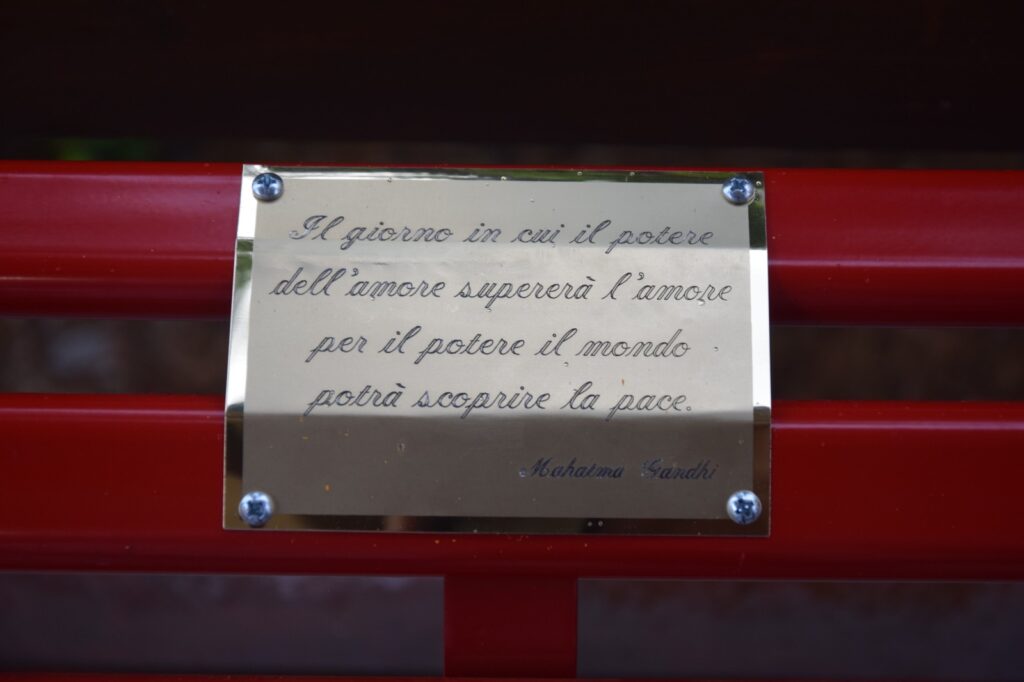 Il giorno in cui il potere
dell'amore supererà l'amore
per il potere il mondo
potrà scoprire la pace.
Mahatma Gandhi